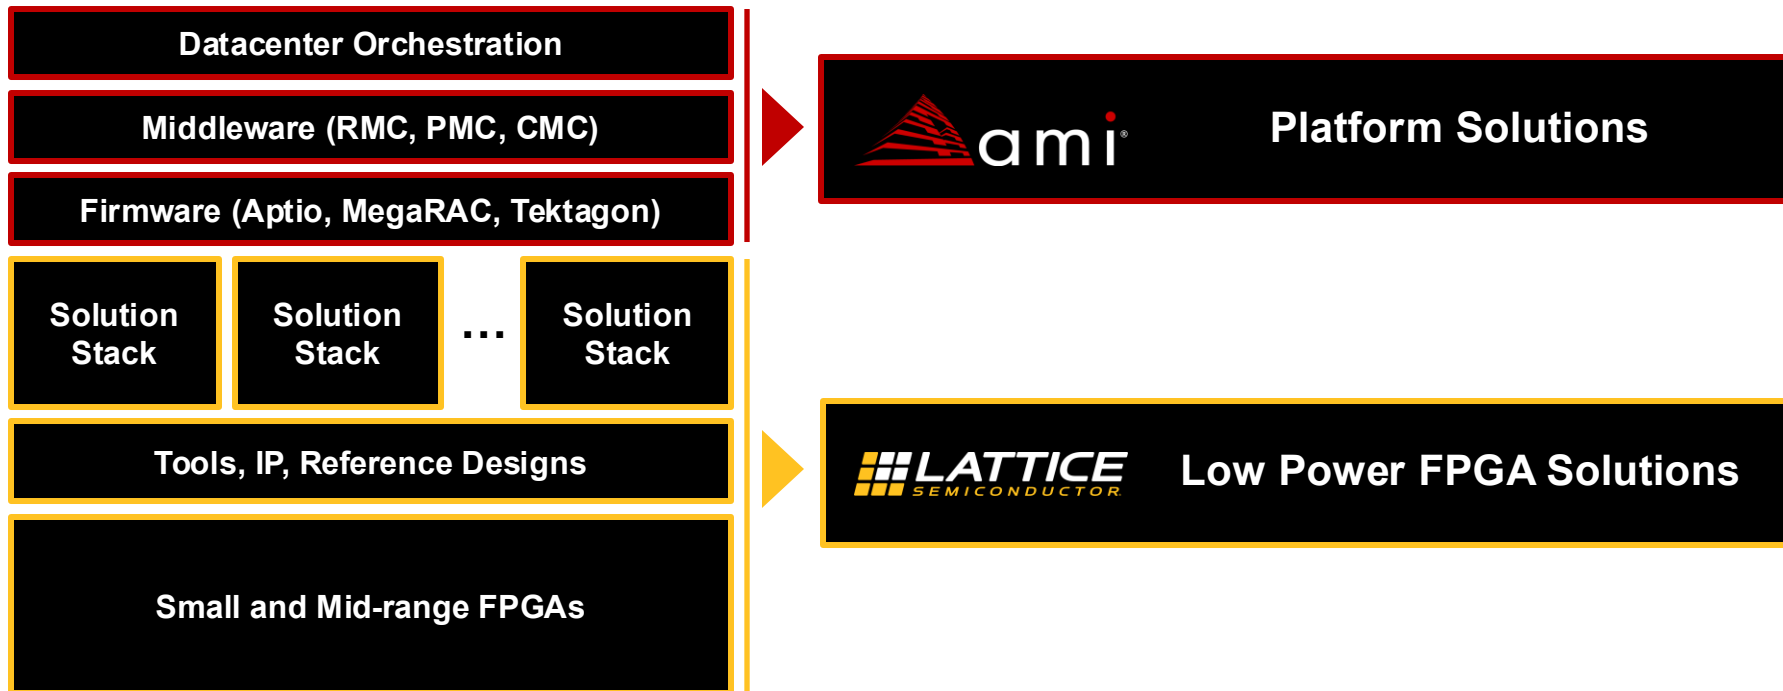 Datacenter Orchestration
Middleware (RMC, PMC, CMC)
Firmware (Aptio, MegaRAC, Tektagon)
Solution
Stack
Solution
Stack
...
Solution
Stack
Tools, IP, Reference Designs
Small and Mid-range FPGAs
ami®
Platform Solutions
LATTICE
SEMICONDUCTOR
Low Power FPGA Solutions